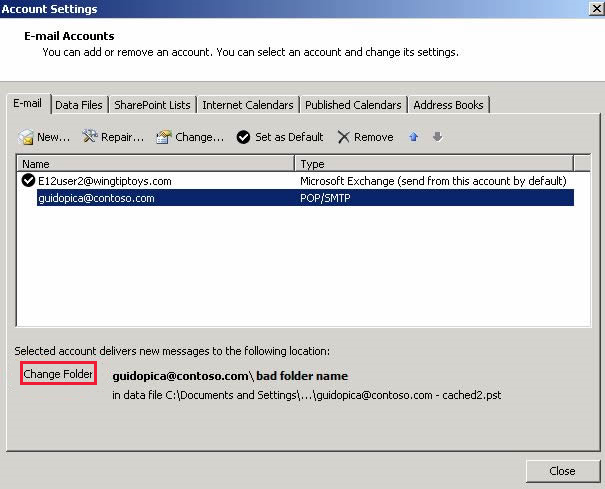 Account Settings
E-mail Accounts
You can add or remove an account. You can select an account and change its settings.
E-mail Data Files SharePoint Lists Internet Calendars Published Calendars Address Books
New... Repair... Change... Set as Default Remove
Name Type
E12user2@wingtiptoys.com Microsoft Exchange (send from this account by default)
guidopica@contoso.com POP/SMTP
Selected account delivers new messages to the following location:
Change Folder guidopica@contoso.com\ bad folder name
in data file C:\Documents and Settings\...\guidopica@contoso.com - cached2.pst
Close